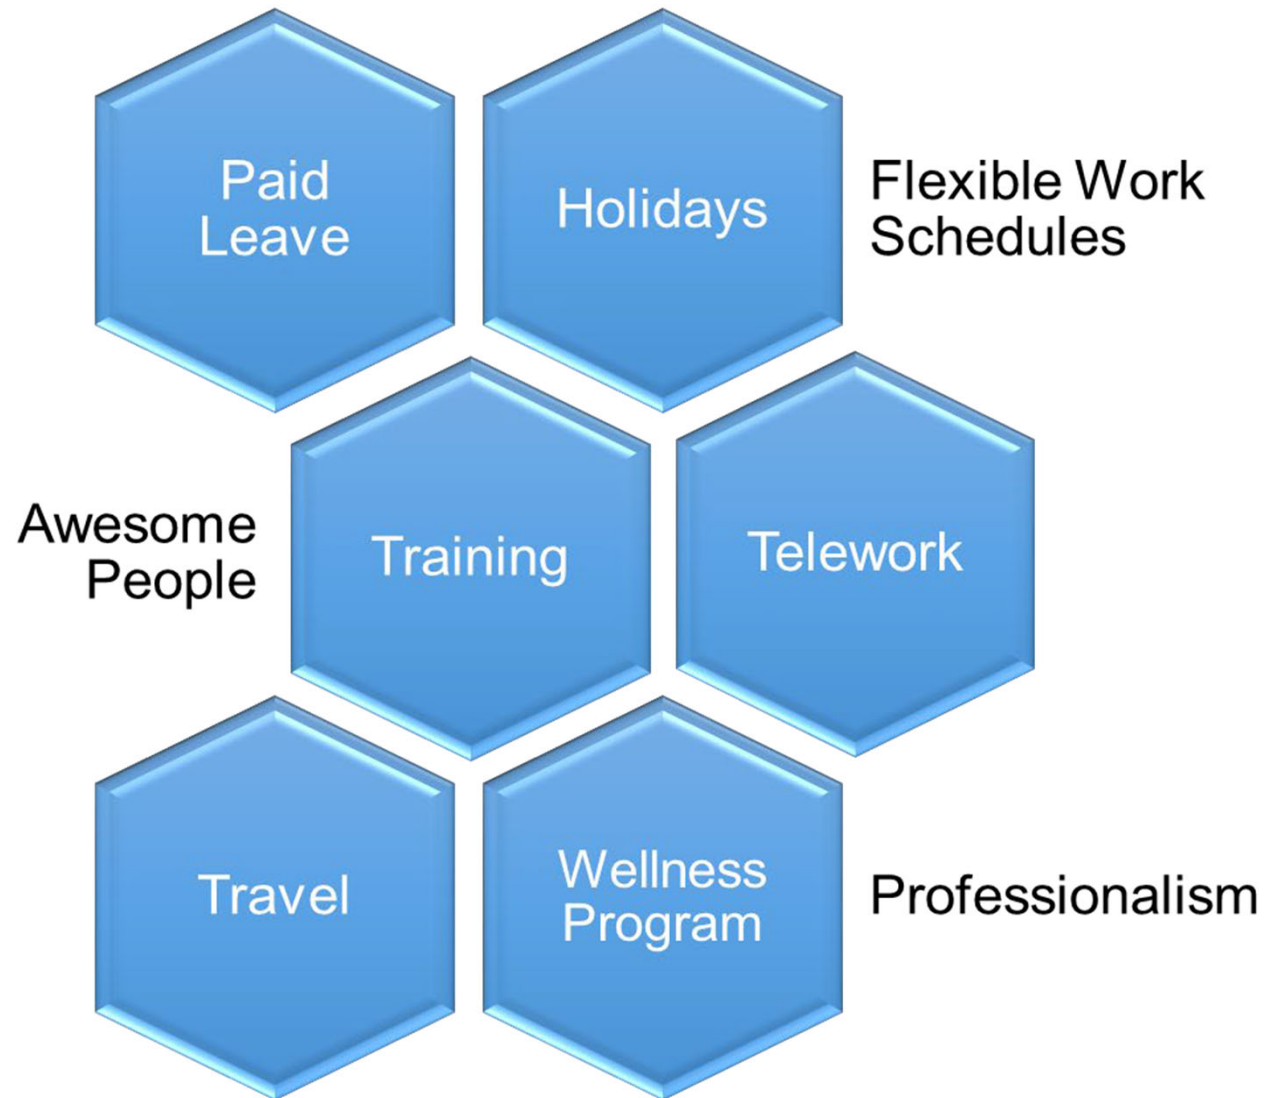 Paid
Leave
Holidays
Flexible Work
Schedules
Awesome
People
Training
Telework
Travel
Wellness
Program
Professionalism